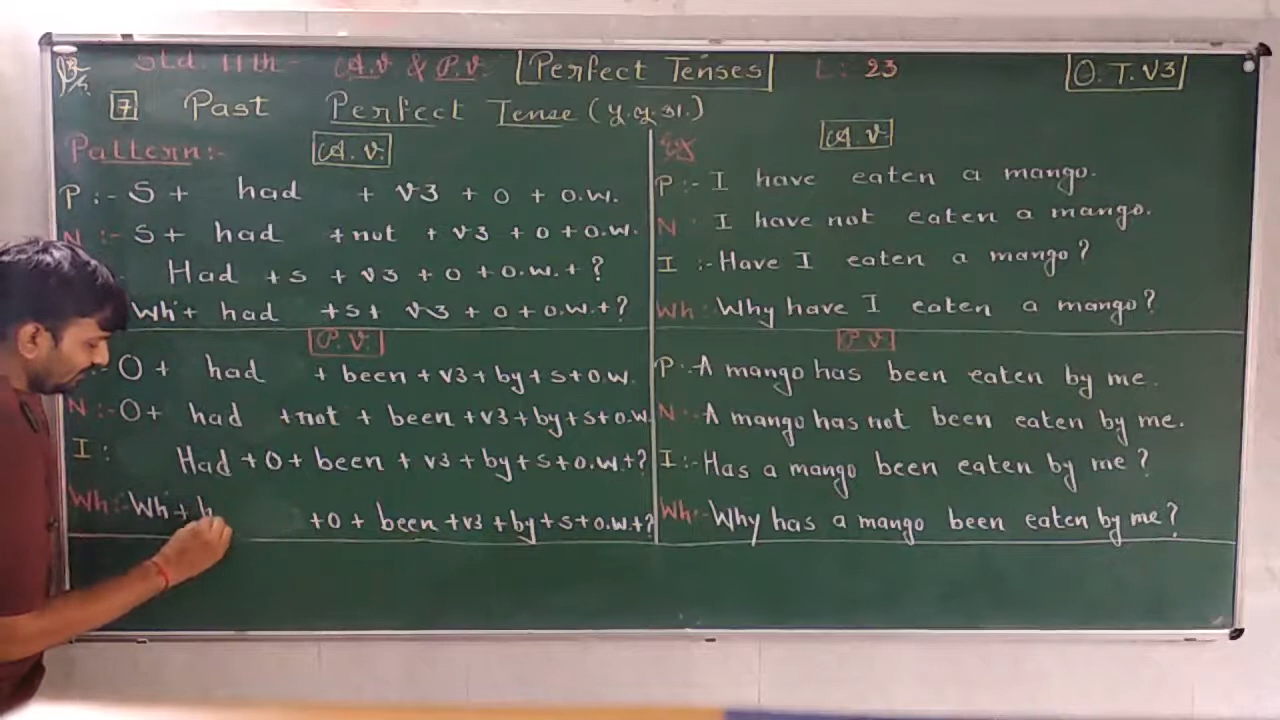 Std. 11th - A.V & P.V. Perfect Tenses L: 23 O.T.V3
7 Past Perfect Tense (પૂ.ભૂ.કા.)
Pattern:- A.V.
P:- S + had + V3 + O + O.W.
N:- S + had + not + V3 + O + O.W.
Had + S + V3 + O + O.W. + ?
Wh + had + S + V3 + O + O.W. + ?
P.V.
O + had + been + V3 + by + S + O.W.
N:- O + had + not + been + V3 + by + S + O.W.
I: Had + O + been + V3 + by + S + O.W + ?
Wh:- Wh + h + O + been + V3 + by + S + O.W. + ?
Ex A.V.
P:- I have eaten a mango.
N I have not eaten a mango.
I :- Have I eaten a mango?
Wh: Why have I eaten a mango?
P.V.
P:- A mango has been eaten by me.
N:- A mango has not been eaten by me.
I:- Has a mango been eaten by me?
Wh:- Why has a mango been eaten by me?